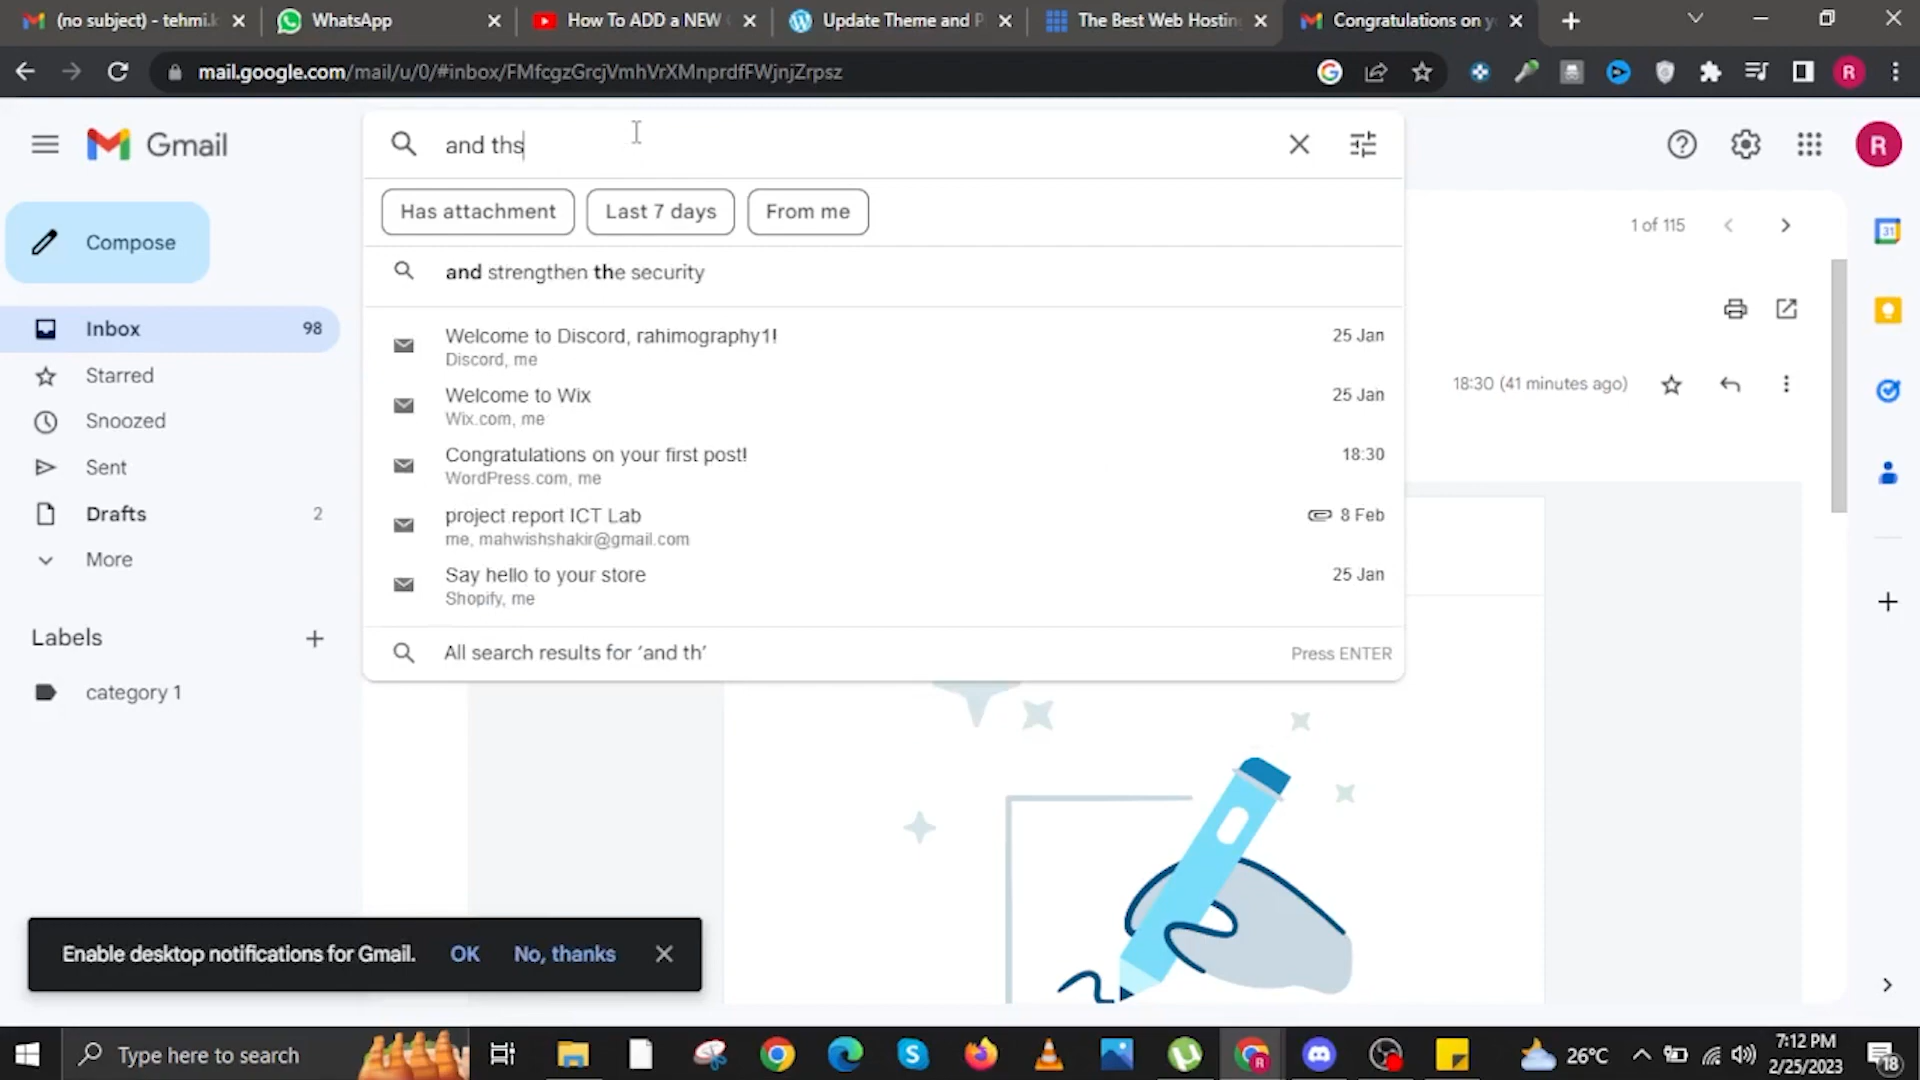 (no subject) - tehmi.k
WhatsApp
How To ADD a NEW
Update Theme and P
The Best Web Hosting
Congratulations on y
mail.google.com/mail/u/0/#inbox/FMfcgzGrcjVmhVrXMnprdfFWjnjZrpsz
R
Gmail
and ths
R
Compose
Has attachment
Last 7 days
From me
1 of 115
31
and strengthen the security
Inbox 98
Welcome to Discord, rahimography1! 25 Jan
Discord, me
Starred
18:30 (41 minutes ago)
Welcome to Wix 25 Jan
Wix.com, me
Snoozed
Congratulations on your first post! 18:30
WordPress.com, me
Sent
project report ICT Lab 8 Feb
me, mahwishshakir@gmail.com
Drafts 2
More
Say hello to your store 25 Jan
Shopify, me
Labels
All search results for ‘and th’ Press ENTER
category 1
Enable desktop notifications for Gmail. OK No, thanks
Type here to search
26°C
7:12 PM
2/25/2023
18